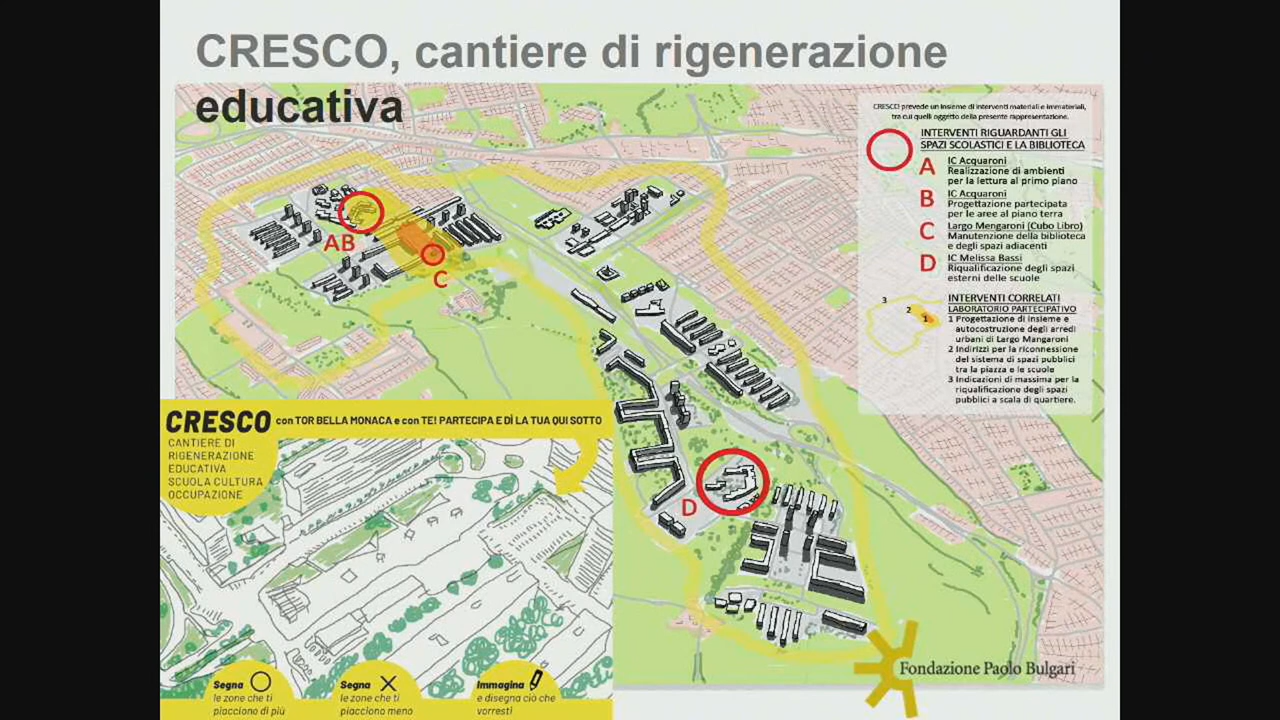 CRESCO, cantiere di rigenerazione
educativa
CRESCO prevede un insieme di interventi materiali e immateriali,
tra cui quelli oggetto della presente rappresentazione.
INTERVENTI RIGUARDANTI GLI
SPAZI SCOLASTICI E LA BIBLIOTECA
A
IC Acquaroni
Realizzazione di ambienti
per la lettura al primo piano
B
IC Acquaroni
Progettazione partecipata
per le aree al piano terra
C
Largo Mengaroni (Cubo Libro)
Manutenzione della biblioteca
e degli spazi adiacenti
D
IC Melissa Bassi
Riqualificazione degli spazi
esterni delle scuole
3
2
1
INTERVENTI CORRELATI
LABORATORIO PARTECIPATIVO
1 Progettazione di insieme e
autocostruzione degli arredi
urbani di Largo Mangaroni
2 Indirizzi per la riconnessione
del sistema di spazi pubblici
tra la piazza e le scuole
3 Indicazioni di massima per la
riqualificazione degli spazi
pubblici a scala di quartiere.
AB
C
D
CRESCO con TOR BELLA MONACA e con TE! PARTECIPA E DÌ LA TUA QUI SOTTO
CANTIERE DI
RIGENERAZIONE
EDUCATIVA
SCUOLA CULTURA
OCCUPAZIONE
Segna
le zone che ti
piacciono di più
Segna
le zone che ti
piacciono meno
Immagina
e disegna ciò che
vorresti
Fondazione Paolo Bulgari